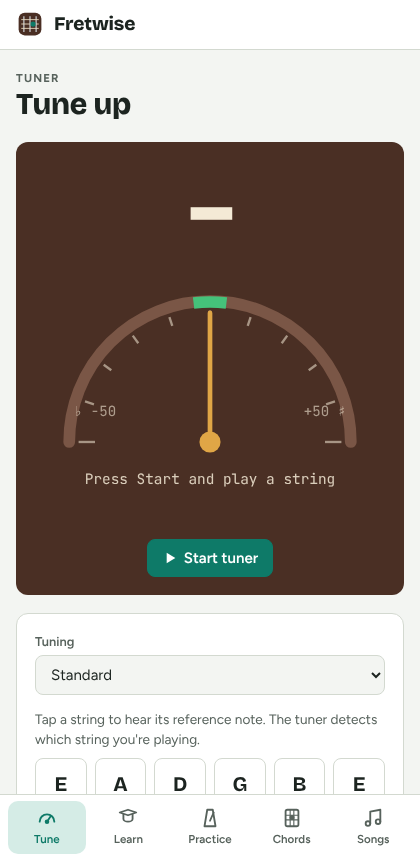 Fretwise
TUNER
Tune up
–
♭ -50
+50 ♯
Press Start and play a string
Start tuner
Tuning
Standard
Tap a string to hear its reference note. The tuner detects
which string you're playing.
E A D G B E
Tune Learn Practice Chords Songs